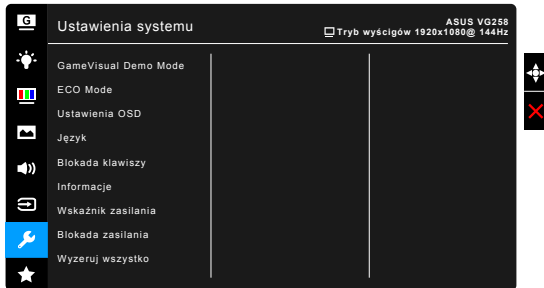 G
Ustawienia systemu
ASUS VG258
Tryb wyścigów 1920x1080@ 144Hz
GameVisual Demo Mode
ECO Mode
Ustawienia OSD
Język
Blokada klawiszy
Informacje
Wskaźnik zasilania
Blokada zasilania
Wyzeruj wszystko